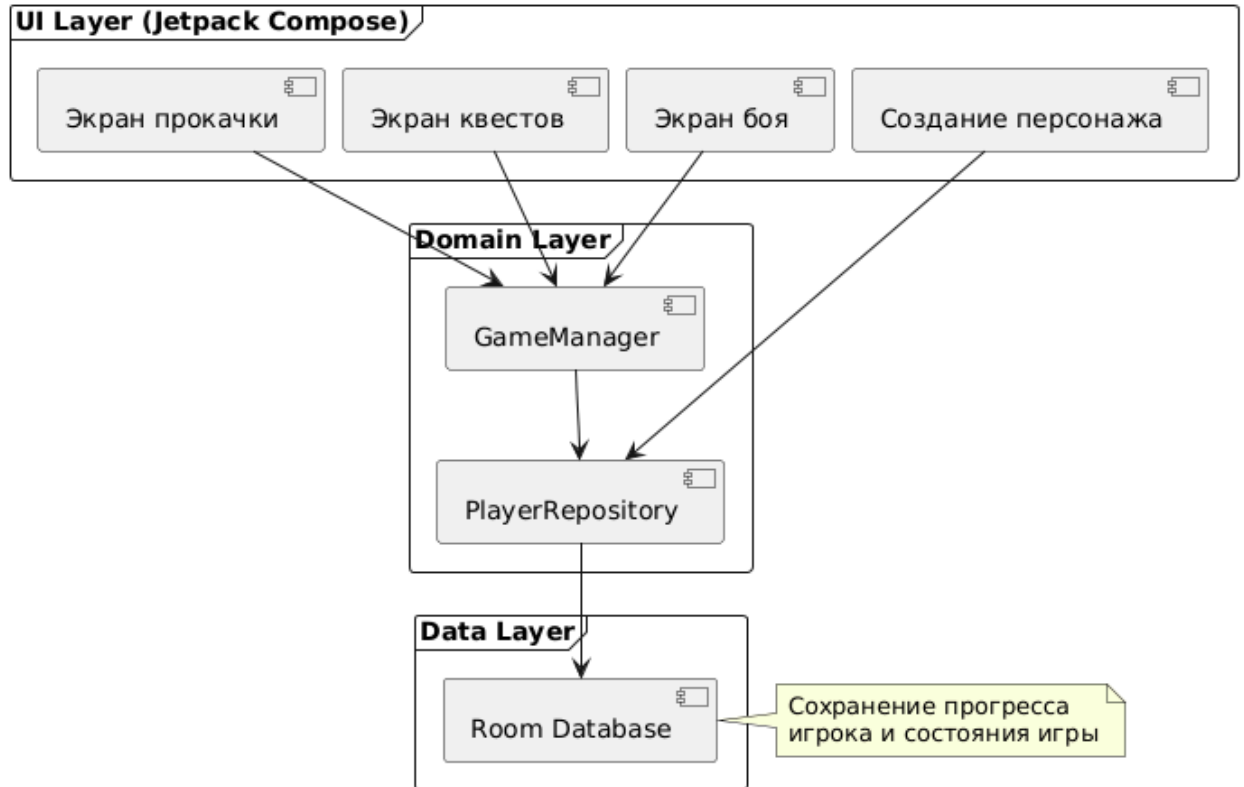 UI Layer (Jetpack Compose)
Экран прокачки
Экран квестов
Экран боя
Создание персонажа
Domain Layer
GameManager
PlayerRepository
Data Layer
Room Database
Сохранение прогресса
игрока и состояния игры